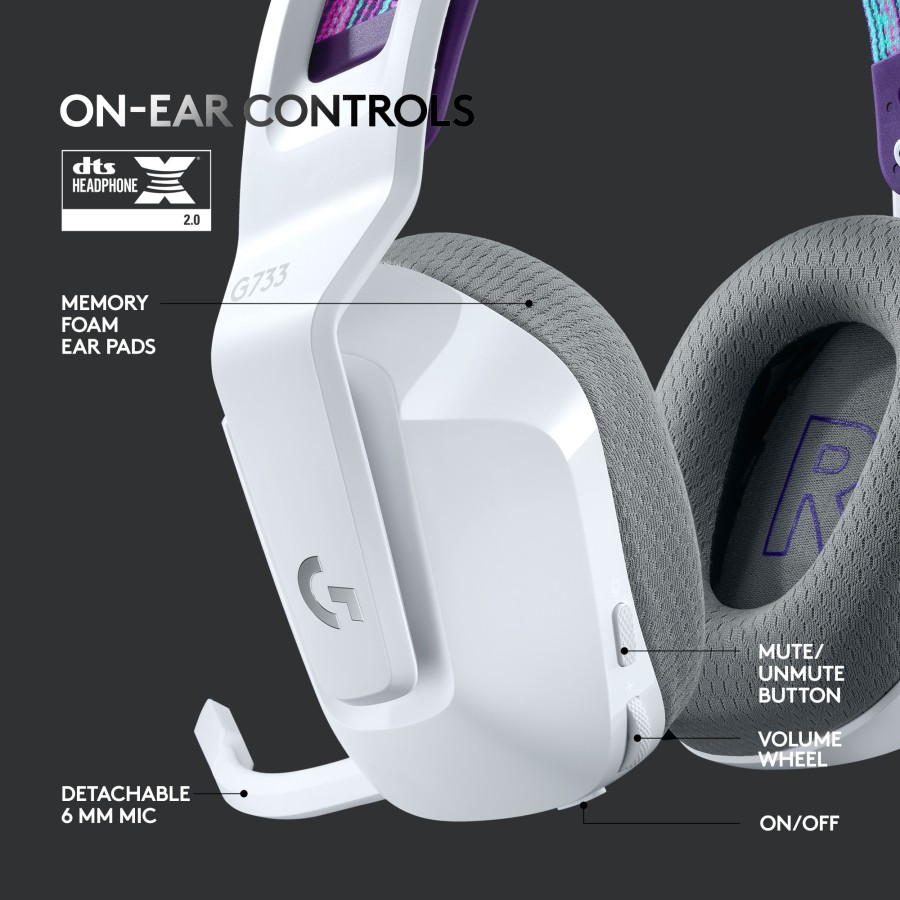 ON-EAR CONTROLS
dts
HEADPHONE X
2.0
G733
MEMORY
FOAM
EAR PADS
R
G
MUTE/
UNMUTE
BUTTON
VOLUME
WHEEL
DETACHABLE
6 MM MIC
ON/OFF